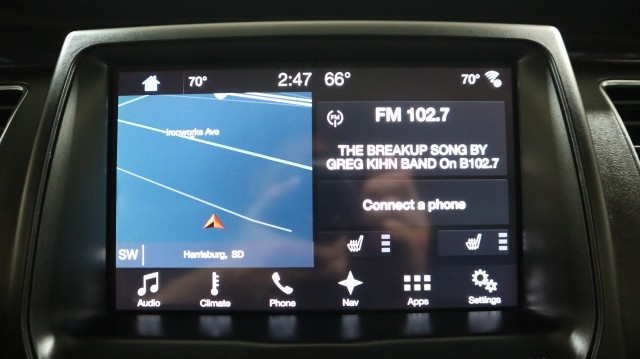 70° 2:47 66° 70°
Ironworks Ave
FM
FM 102.7
THE BREAKUP SONG BY
GREG KIHN BAND On B102.7
Connect a phone
SW
Harrisburg, SD
Audio Climate Phone Nav Apps Settings